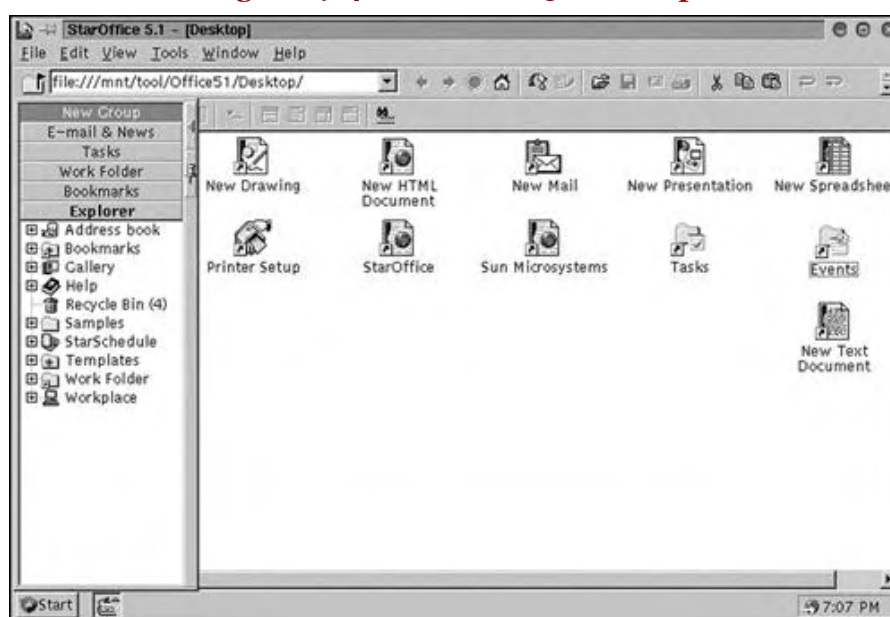 StarOffice 5.1 - [Desktop]
File Edit View Tools Window Help
file:///mnt/tool/Office51/Desktop/
New Group
E-mail & News
Tasks
Work Folder
Bookmarks
Explorer
Address book
Bookmarks
Gallery
Help
Recycle Bin (4)
Samples
StarSchedule
Templates
Work Folder
Workplace
New Drawing
New HTML
Document
New Mail
New Presentation
New Spreadshee
Printer Setup
StarOffice
Sun Microsystems
Tasks
Events
New Text
Document
Start
7:07 PM